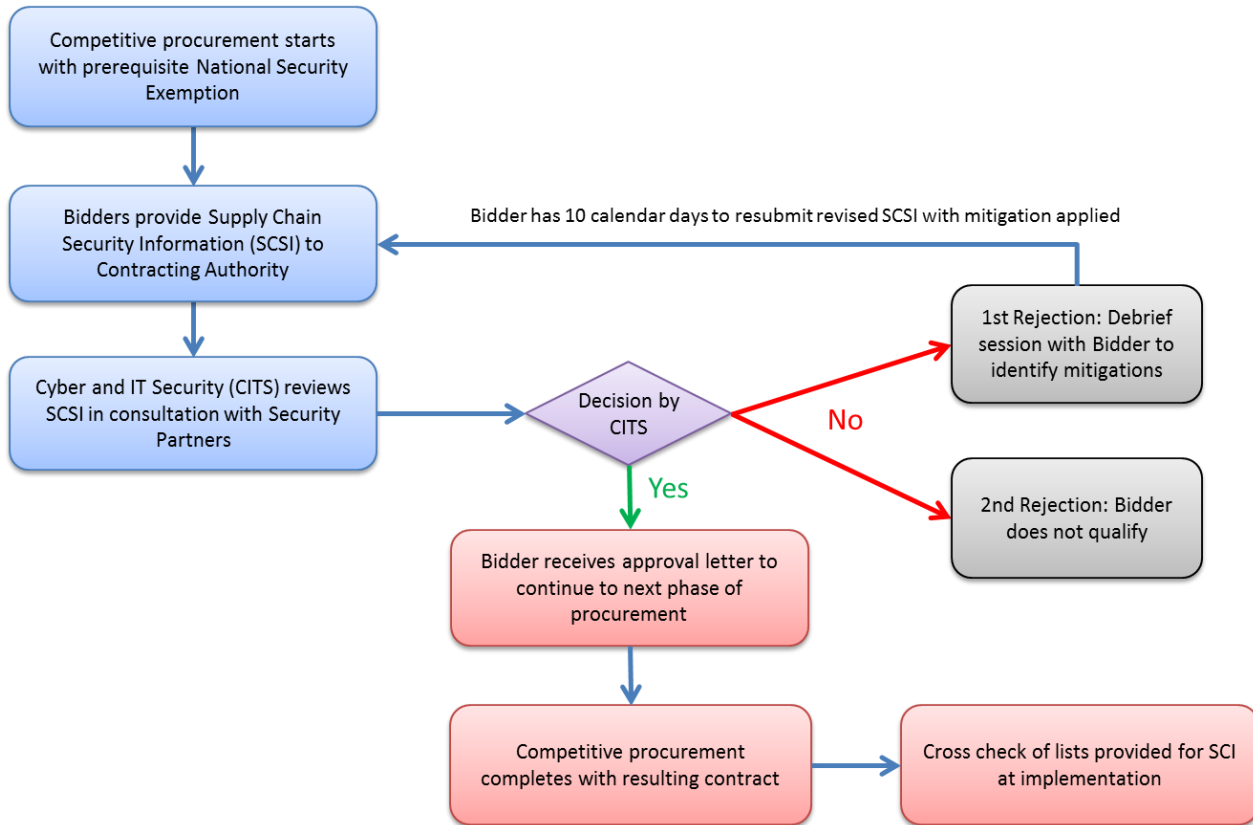 Competitive procurement starts
with prerequisite National Security
Exemption
Bidders provide Supply Chain
Security Information (SCSI) to
Contracting Authority
Bidder has 10 calendar days to resubmit revised SCSI with mitigation applied
1st Rejection: Debrief
session with Bidder to
identify mitigations
Cyber and IT Security (CITS) reviews
SCSI in consultation with Security
Partners
Decision by
CITS
No
Yes
2nd Rejection: Bidder
does not qualify
Bidder receives approval letter to
continue to next phase of
procurement
Competitive procurement
completes with resulting contract
Cross check of lists provided for SCI
at implementation